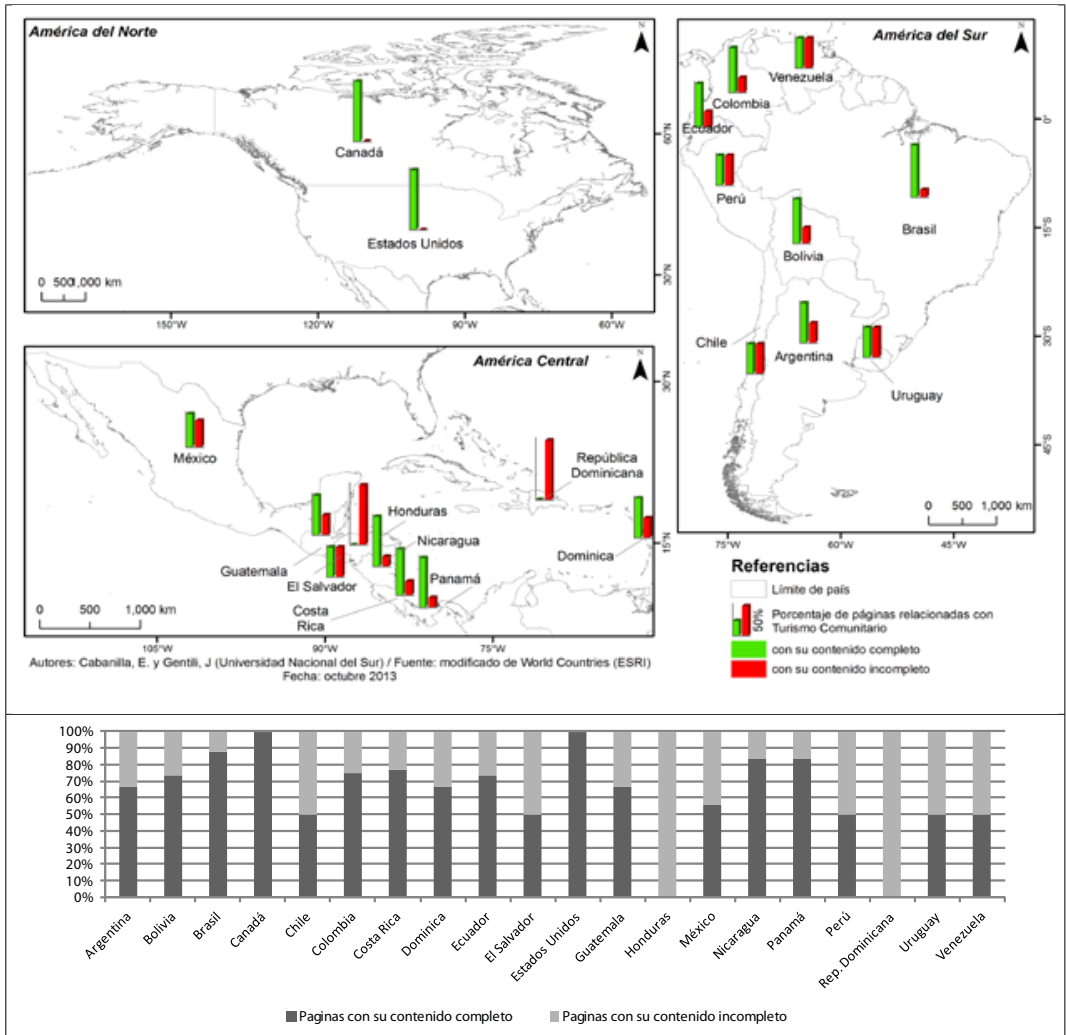 América del Norte
N
Canadá
Estados Unidos
0 500 1,000 km
60°N
30°N
150°W 120°W 90°W 60°W
América Central
N
México
República
Dominicana
Honduras
Nicaragua
Guatemala
El Salvador
Panamá
Costa
Rica
Dominica
0 500 1,000 km
30°N
15°N
105°W 90°W 75°W
Autores: Cabanilla, E. y Gentili, J (Universidad Nacional del Sur) / Fuente: modificado de World Countries (ESRI)
Fecha: octubre 2013
América del Sur
N
Venezuela
Colombia
Ecuador
Perú
Brasil
Bolivia
Chile
Argentina
Uruguay
0°
15°S
30°S
45°S
0 500 1,000 km
75°W 60°W 45°W
Referencias
Límite de país
50%
Porcentaje de páginas relacionadas con
Turismo Comunitario
con su contenido completo
con su contenido incompleto
100%
90%
80%
70%
60%
50%
40%
30%
20%
10%
0%
Argentina
Bolivia
Brasil
Canadá
Chile
Colombia
Costa Rica
Dominica
Ecuador
El Salvador
Estados Unidos
Guatemala
Honduras
México
Nicaragua
Panamá
Perú
Rep. Dominicana
Uruguay
Venezuela
Paginas con su contenido completo
Paginas con su contenido incompleto